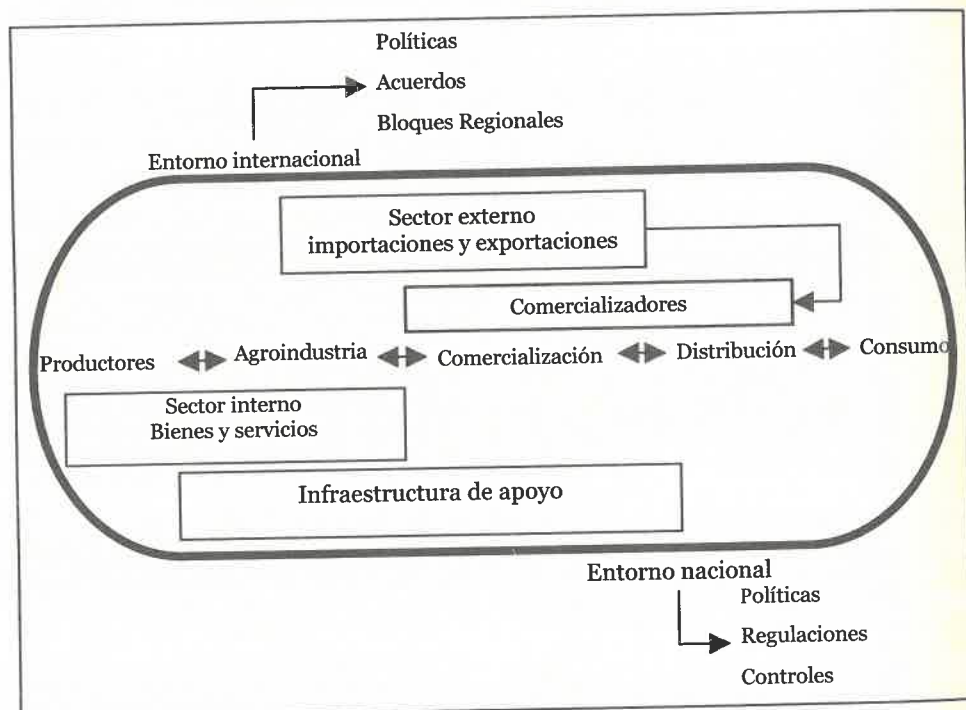 Políticas
Acuerdos
Bloques Regionales
Entorno internacional
Sector externo
importaciones y exportaciones
Comercializadores
Productores Agroindustria Comercialización Distribución Consumo
Sector interno
Bienes y servicios
Infraestructura de apoyo
Entorno nacional
Políticas
Regulaciones
Controles